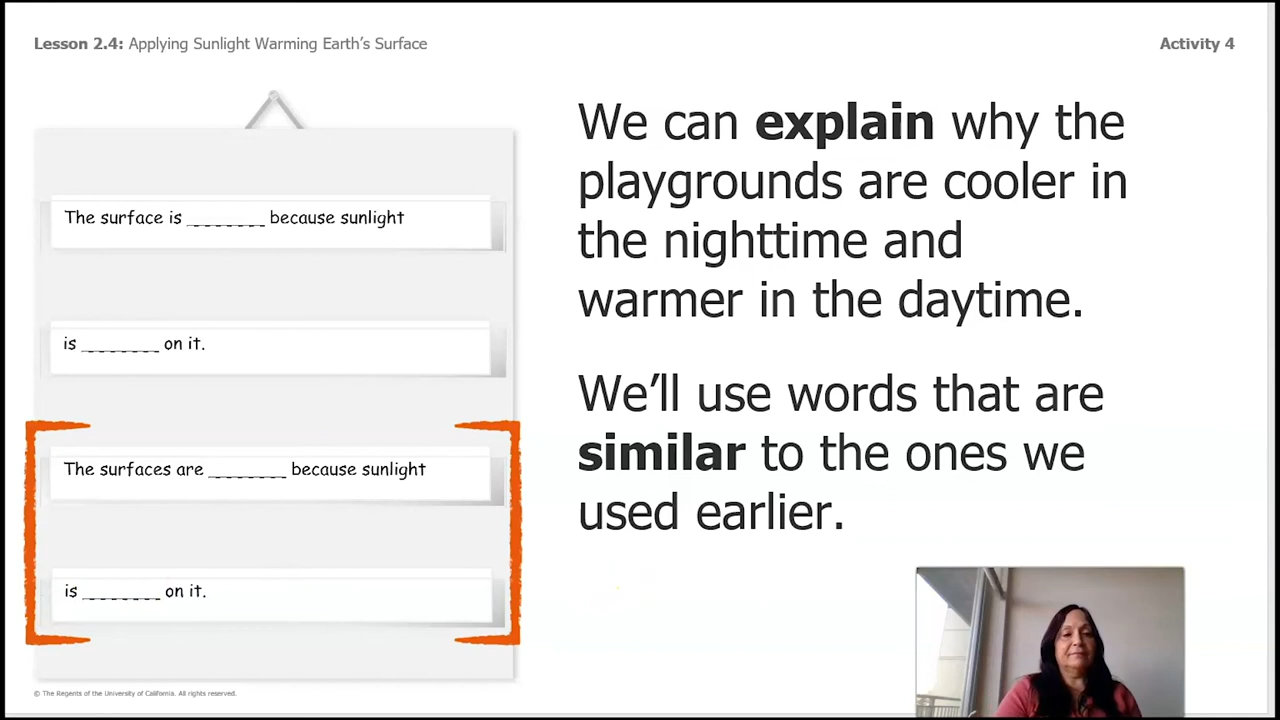 Lesson 2.4: Applying Sunlight Warming Earth's Surface
Activity 4
The surface is ________ because sunlight
is ________ on it.
The surfaces are ________ because sunlight
is ________ on it.
We can explain why the
playgrounds are cooler in
the nighttime and
warmer in the daytime.
We'll use words that are
similar to the ones we
used earlier.
© The Regents of the University of California. All rights reserved.